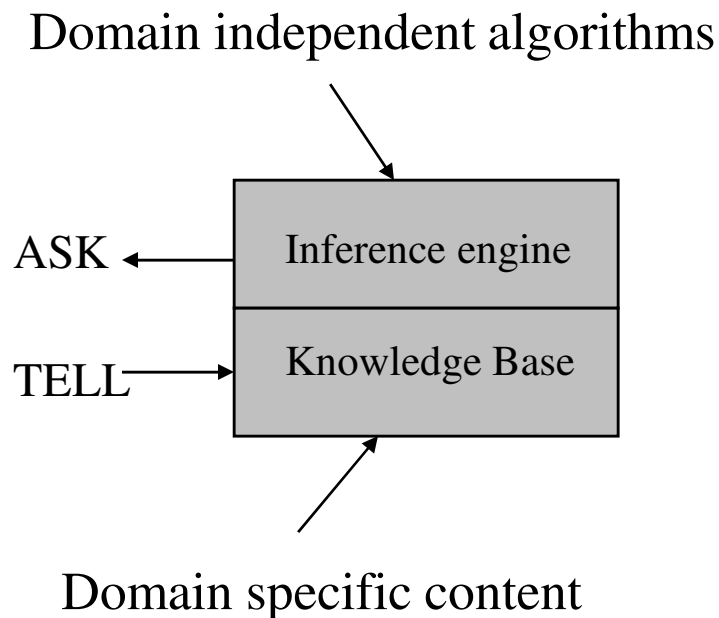 Domain independent algorithms
ASK
Inference engine
TELL
Knowledge Base
Domain specific content